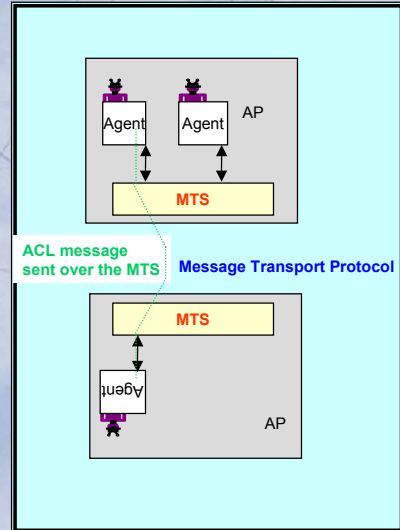 Agent
Agent
AP
MTS
ACL message
sent over the MTS
Message Transport Protocol
MTS
Agent
AP